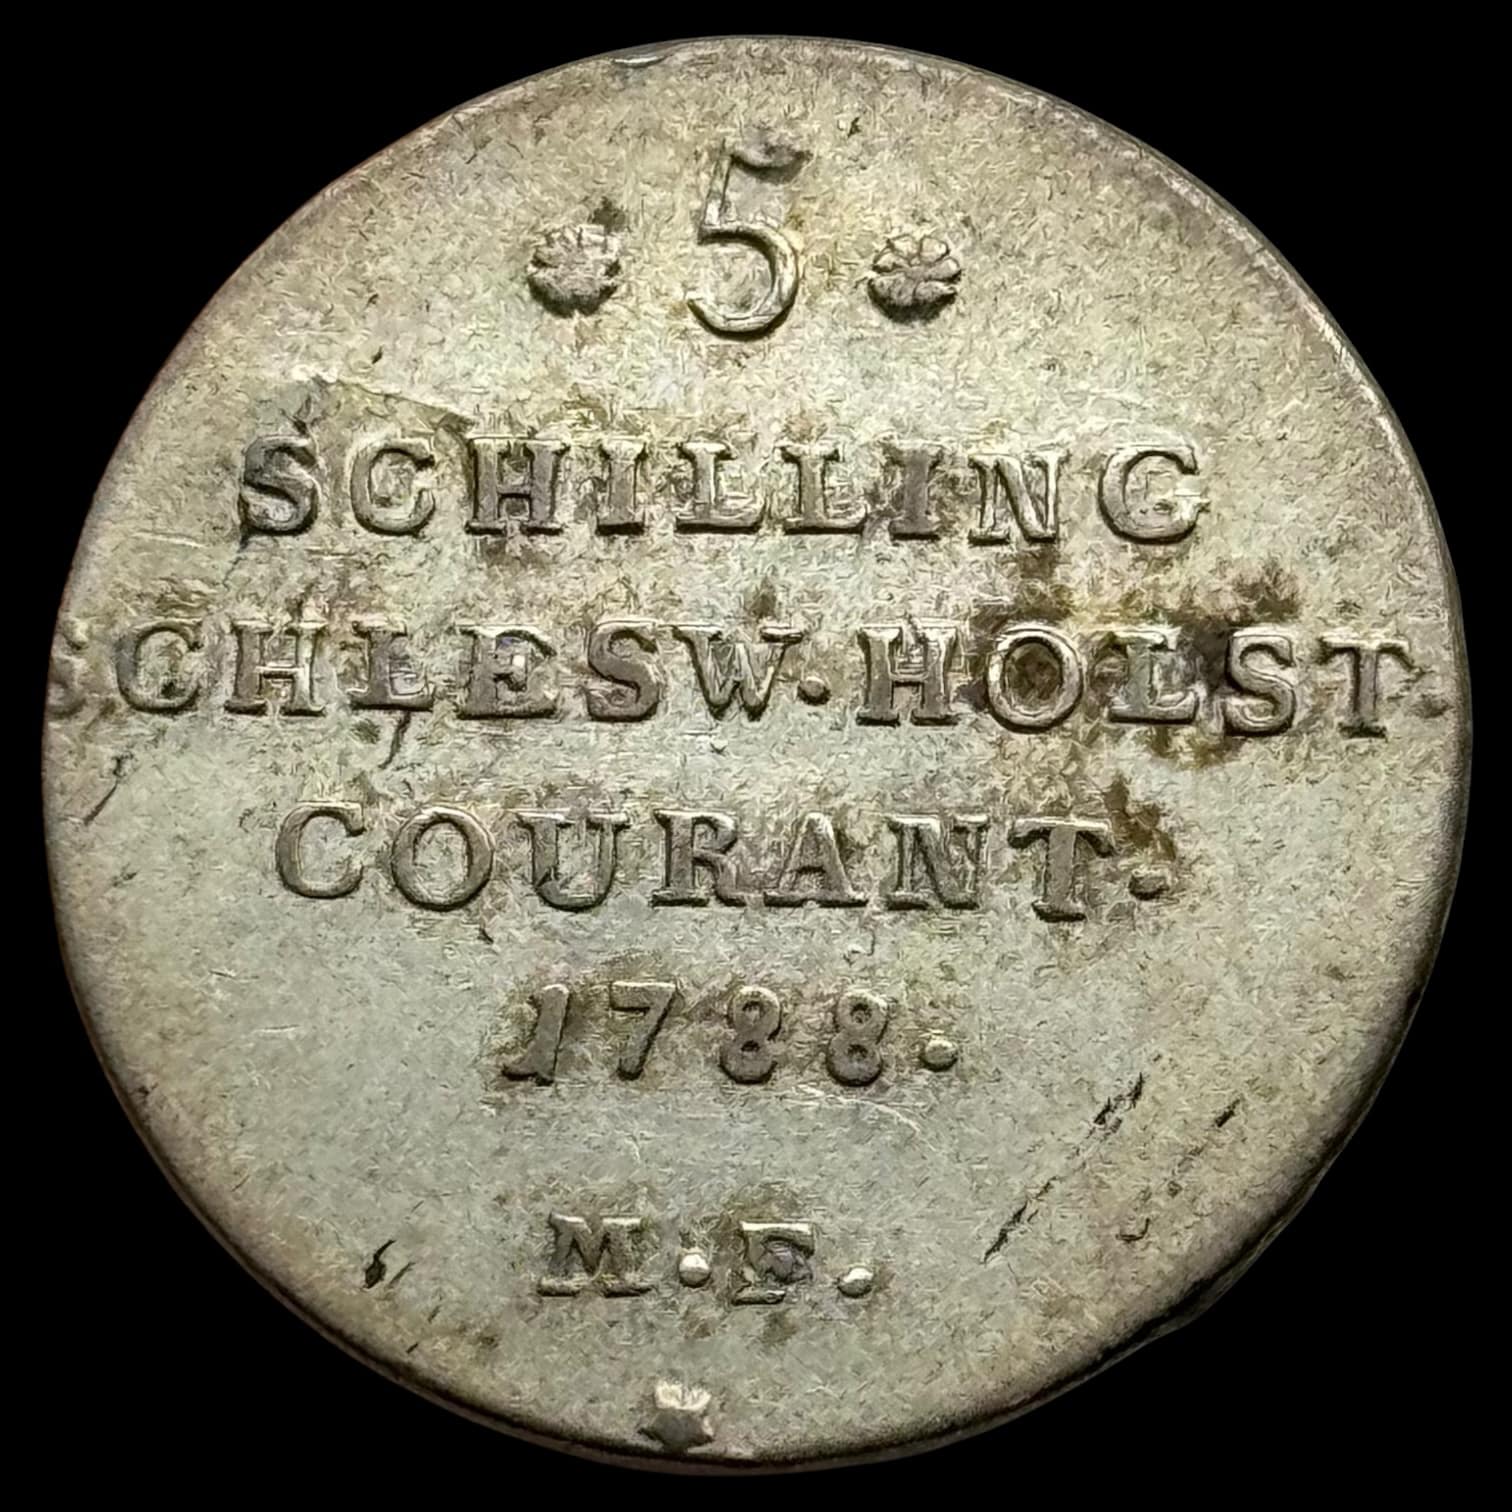 5
SCHILLING
SCHLESW. HOLST.
COURANT.
1788.
M.F.